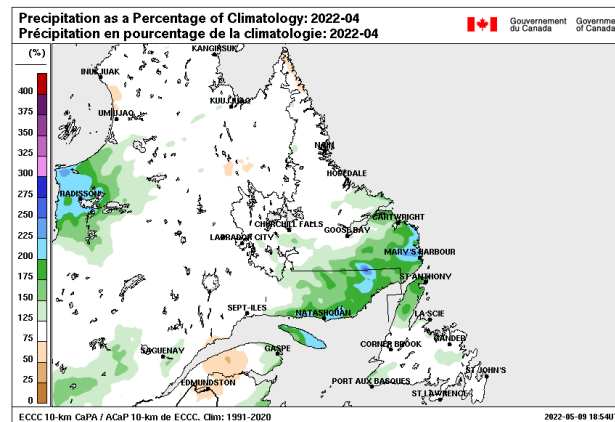 Precipitation as a Percentage of Climatology: 2022-04
Précipitation en pourcentage de la climatologie: 2022-04
Gouvernement du Canada
Governme of Canada
(%)
400
375
350
325
300
275
250
225
200
175
150
125
75
50
25
0
KANGIRSUK
INUKJUAK
KUUJJUAQ
UMIUJAQ
NAIN
HOPEDALE
RADISSON
CARTWRIGHT
CHURCHILL FALLS
GOOSE BAY
LABRADOR CITY
MARY'S HARBOUR
ST ANTHONY
SEPT-ILES
NATASHQUAN
LA SCIE
GANDER
CORNER BROOK
SAGUENAY
GASPE
ST JOHN'S
EDMUNDSTON
PORT AUX BASQUES
ST LAWRENCE
ECCC 10-km CaPA / ACaP 10-km de ECCC. Clim: 1991-2020
2022-05-09 18:54UT